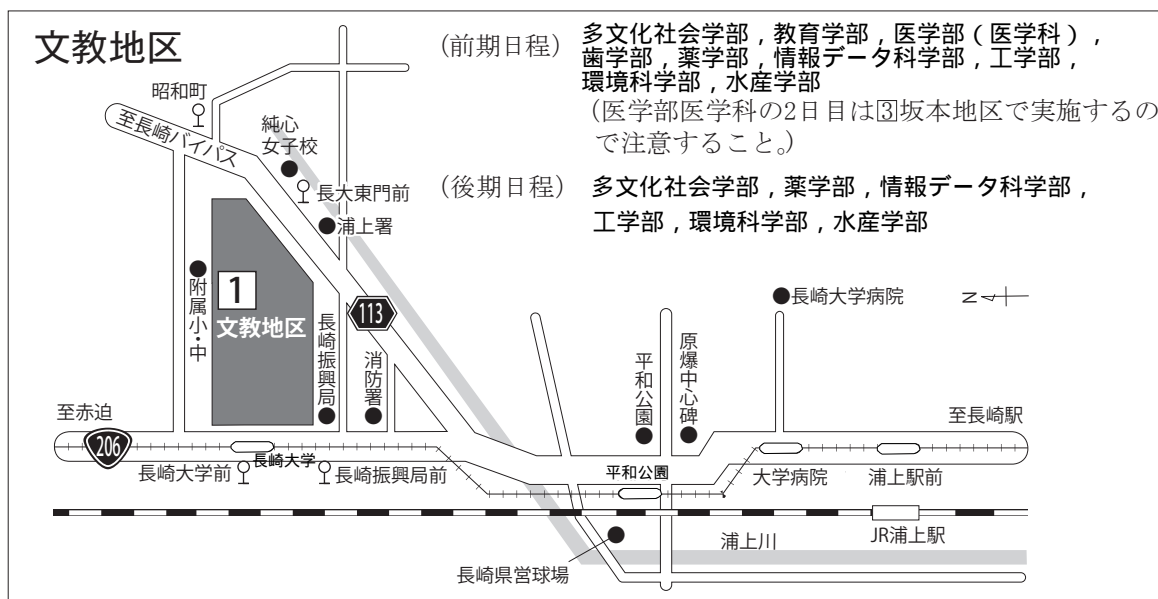 文教地区
(前期日程) 多文化社会学部，教育学部，医学部（医学科），
歯学部，薬学部，情報データ科学部，工学部，
環境科学部，水産学部
(医学部医学科の2日目は③坂本地区で実施するの
で注意すること。)
(後期日程) 多文化社会学部，薬学部，情報データ科学部，
工学部，環境科学部，水産学部
昭和町
至長崎バイパス
純心
女子校
長大東門前
浦上署
附属小・中
1
文教地区
長崎振興局
消防署
113
長崎大学病院
N
平和公園
原爆中心碑
至赤迫
206
至長崎駅
長崎大学
長崎大学前
長崎振興局前
平和公園
大学病院
浦上駅前
浦上川
JR浦上駅
長崎県営球場